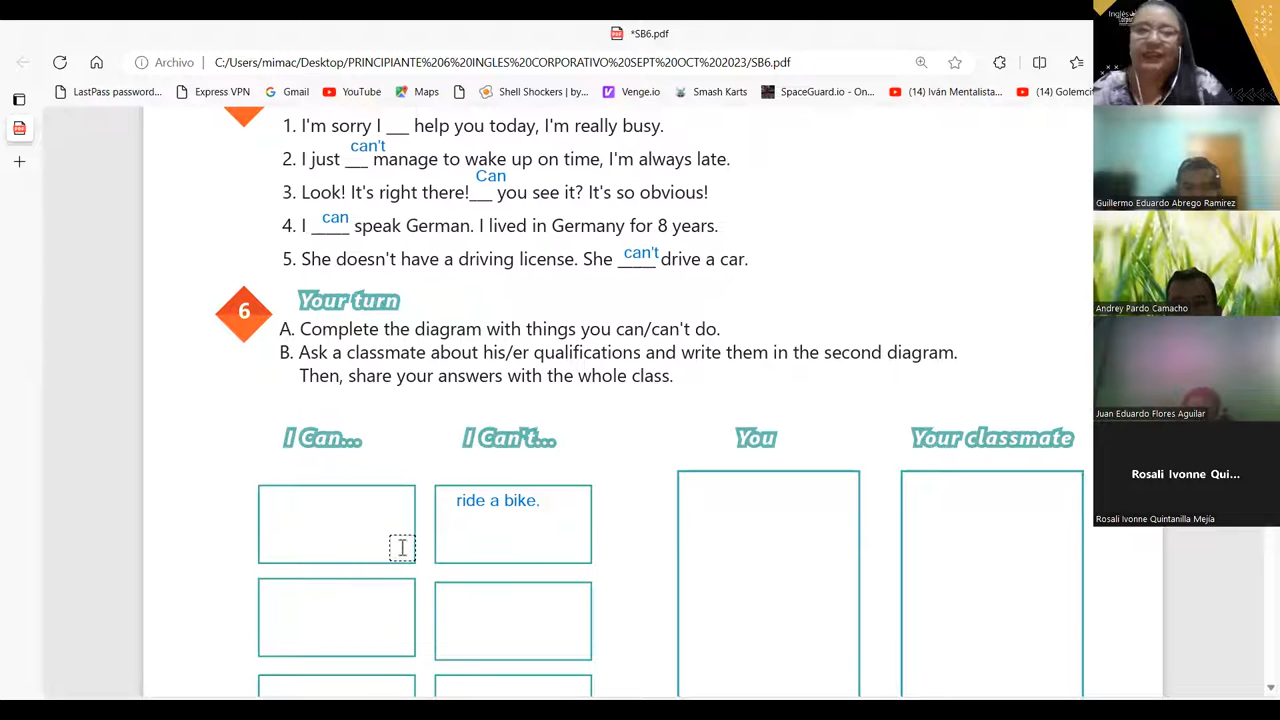 *SB6.pdf
Archivo C:/Users/mimac/Desktop/PRINCIPIANTE%206%20INGLES%20CORPORATIVO%20SEPT%20OCT%202023/SB6.pdf
LastPass password... Express VPN Gmail YouTube Maps Shell Shockers | by... Venge.io Smash Karts SpaceGuard.io - On... (14) Iván Mentalista... (14) Golemcit
1. I'm sorry I ___ help you today, I'm really busy.
can't
2. I just ___ manage to wake up on time, I'm always late.
Can
3. Look! It's right there!___ you see it? It's so obvious!
can
4. I _____ speak German. I lived in Germany for 8 years.
can't
5. She doesn't have a driving license. She _____ drive a car.
6 Your turn
A. Complete the diagram with things you can/can't do.
B. Ask a classmate about his/er qualifications and write them in the second diagram.
Then, share your answers with the whole class.
I Can... I Can't... You Your classmate
ride a bike.
Inglés
Guillermo Eduardo Abrego Ramirez
Andrey Pardo Camacho
Juan Eduardo Flores Aguilar
Rosali Ivonne Qui...
Rosali Ivonne Quintanilla Mejía